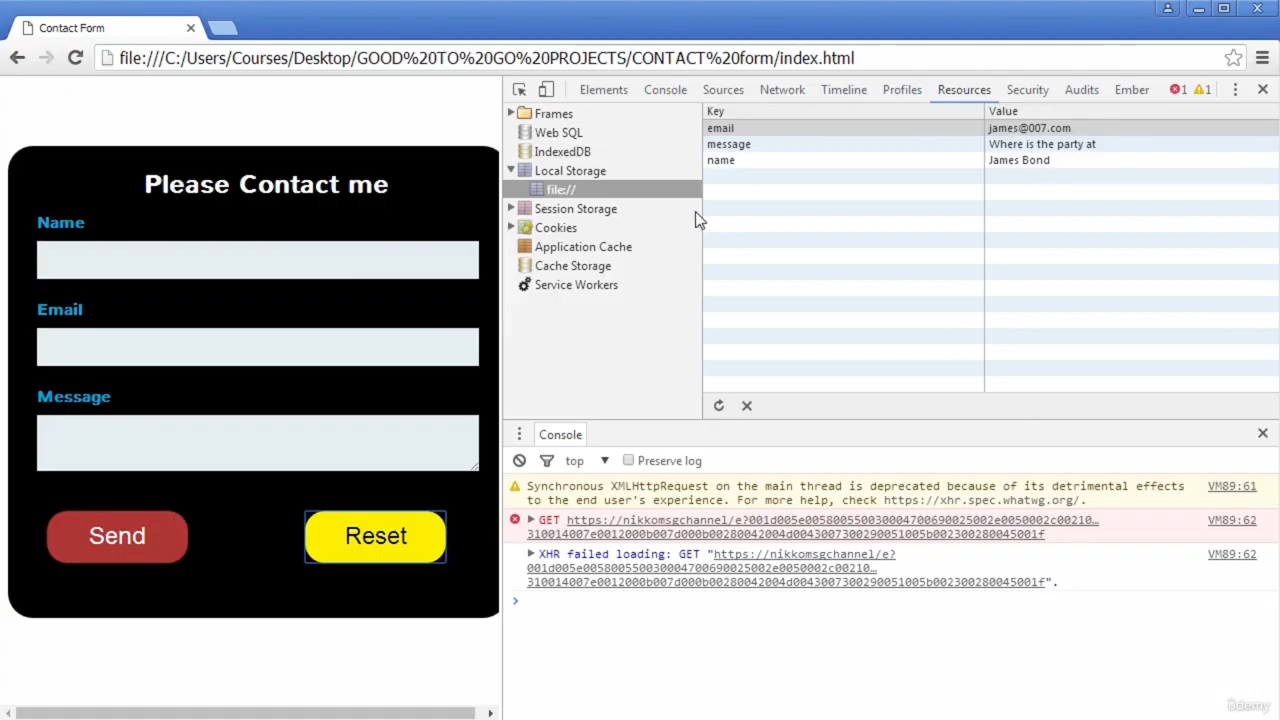 Contact Form
file:///C:/Users/Courses/Desktop/GOOD%20TO%20GO%20PROJECTS/CONTACT%20form/index.html
Please Contact me
Name
Email
Message
Send
Reset
Elements Console Sources Network Timeline Profiles Resources Security Audits Ember 1 1
Frames
Web SQL
IndexedDB
Local Storage
file://
Session Storage
Cookies
Application Cache
Cache Storage
Service Workers
Key Value
email james@007.com
message Where is the party at
name James Bond
Console
top Preserve log
Synchronous XMLHttpRequest on the main thread is deprecated because of its detrimental effects VM89:61
to the end user's experience. For more help, check https://xhr.spec.whatwg.org/.
GET https://nikkomsgchannel/e?001d005e005800550030004700690025002e0050002c00210… VM89:62
310014007e0012000b007d000b00280042004d0043007300290051005b002300280045001f
XHR failed loading: GET "https://nikkomsgchannel/e? VM89:62
001d005e005800550030004700690025002e0050002c00210…
310014007e0012000b007d000b00280042004d0043007300290051005b002300280045001f".
Udemy